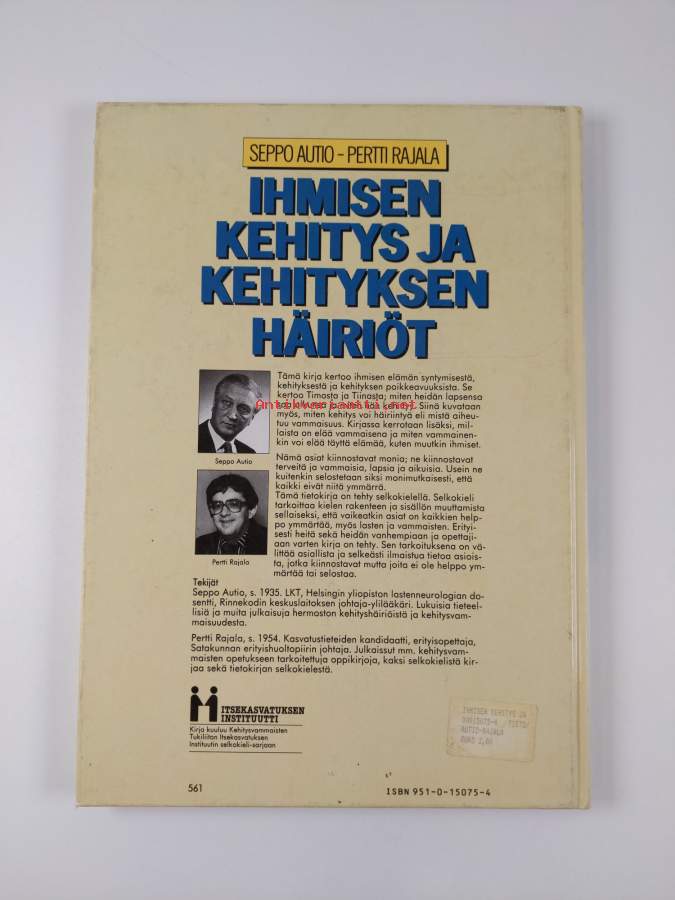 SEPPO AUTIO – PERTTI RAJALA
IHMISEN
KEHITYS JA
KEHITYKSEN
HÄIRIÖT
Tämä kirja kertoo ihmisen elämän syntymisestä,
kehityksestä ja kehityksen poikkeavuuksista. Se
kertoo Timosta ja Tiinasta; miten heidän lapsensa
kehittyy. Siinä kuvataan
Antikvariaatti.net
myös, miten kehitys voi häiriintyä eli mistä aiheu-
tuu vammaisuus. Kirjassa kerrotaan lisäksi, mil-
laista on elää vammaisena ja miten vammainen-
kin voi elää täyttä elämää, kuten muutkin ihmiset.
Seppo Autio
Nämä asiat kiinnostavat monia; ne kiinnostavat
terveitä ja vammaisia, lapsia ja aikuisia. Usein ne
kuitenkin selostetaan siksi monimutkaisesti, että
kaikki eivät niitä ymmärrä.
Tämä tietokirja on tehty selkokielellä. Selkokieli
tarkoittaa kielen rakenteen ja sisällön muuttamista
sellaiseksi, että vaikeatkin asiat on kaikkien help-
po ymmärtää, myös lasten ja vammaisten. Erityi-
sesti heitä sekä heidän vanhempiaan ja opettaji-
aan varten kirja on tehty. Sen tarkoituksena on vä-
littää asiallista ja selkeästi ilmaistua tietoa asiois-
ta, jotka kiinnostavat mutta joita ei ole helppo ym-
märtää tai selostaa.
Pertti Rajala
Tekijät
Seppo Autio, s. 1935. LKT, Helsingin yliopiston lastenneurologian do-
sentti, Rinnekodin keskuslaitoksen johtaja-ylilääkäri. Lukuisia tieteel-
lisiä ja muita julkaisuja hermoston kehityshäiriöistä ja kehitysvam-
maisuudesta.
Pertti Rajala, s. 1954. Kasvatustieteiden kandidaatti, erityisopettaja,
Satakunnan erityishuoltopiirin johtaja. Julkaissut mm. kehitysvam-
maisten opetukseen tarkoitettuja oppikirjoja, kaksi selkokielistä kir-
jaa sekä tietokirjan selkokielestä.
ITSEKASVATUKSEN
INSTITUUTTI
Kirja kuuluu Kehitysvammaisten
Tukiliiton Itsekasvatuksen
Instituutin selkokieli-sarjaan
IHMISEN KEHITYS JA
AUTIO-RAJALA
561
ISBN 951-0-15075-4